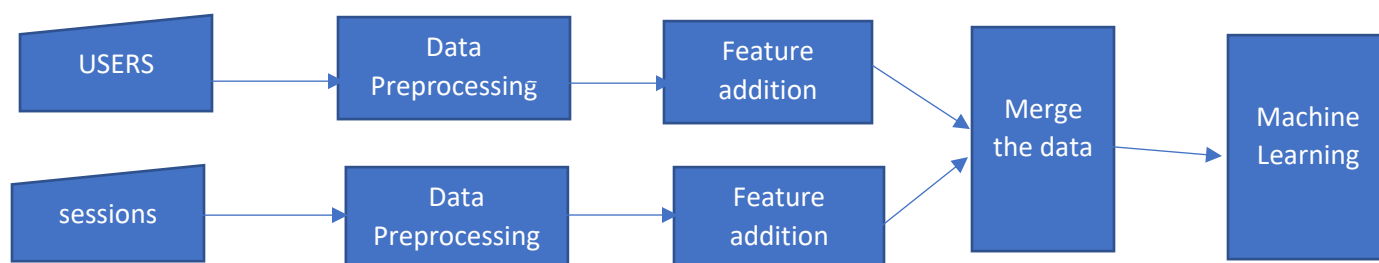 USERS
Data
Preprocessing
Feature
addition
Merge
the data
Machine
Learning
sessions
Data
Preprocessing
Feature
addition